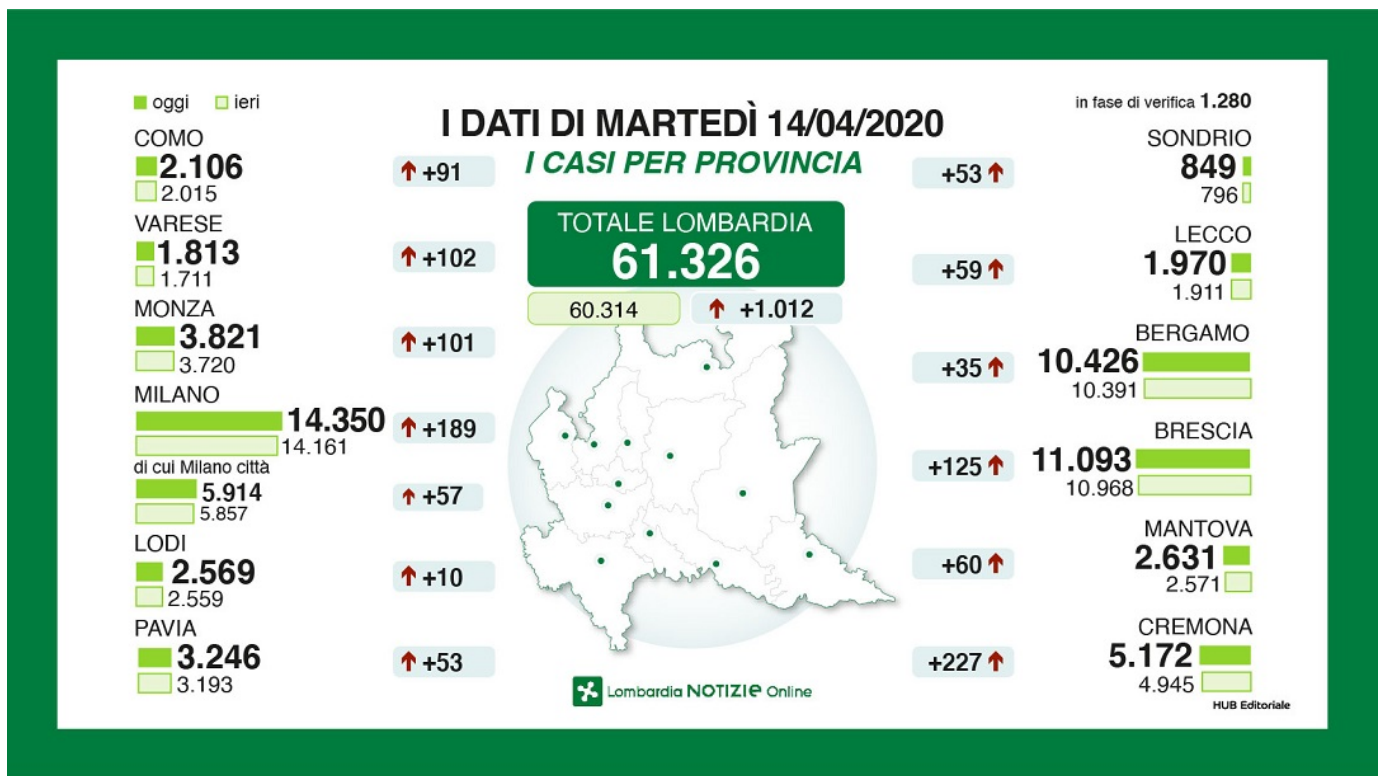 oggi ieri
I DATI DI MARTEDÌ 14/04/2020
I CASI PER PROVINCIA
in fase di verifica 1.280
TOTALE LOMBARDIA
61.326
60.314
+1.012
COMO
2.106
2.015
+91
VARESE
1.813
1.711
+102
MONZA
3.821
3.720
+101
MILANO
14.350
14.161
+189
di cui Milano città
5.914
5.857
+57
LODI
2.569
2.559
+10
PAVIA
3.246
3.193
+53
SONDRIO
849
796
+53
LECCO
1.970
1.911
+59
BERGAMO
10.426
10.391
+35
BRESCIA
11.093
10.968
+125
MANTOVA
2.631
2.571
+60
CREMONA
5.172
4.945
+227
Lombardia NOTIZIE Online
HUB Editoriale